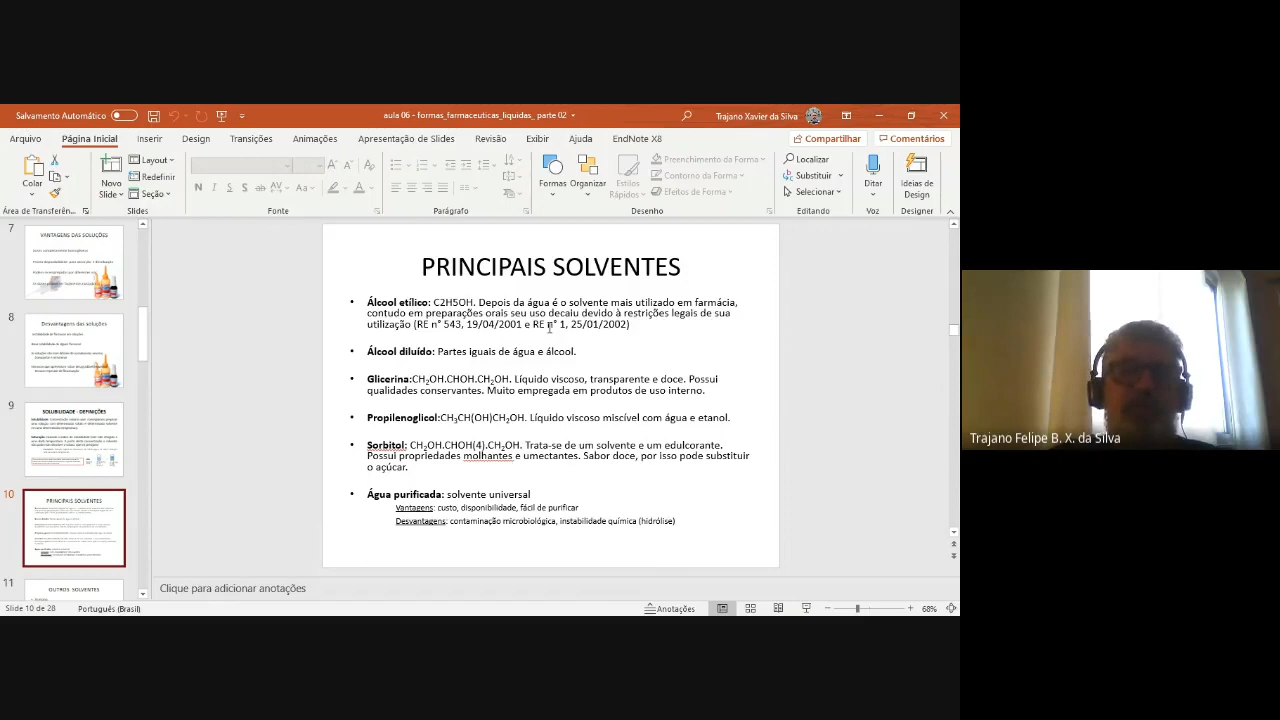 Salvamento Automático
aula 06 - formas_farmaceuticas_liquidas_ parte 02
Trajano Xavier da Silva
Arquivo Página Inicial Inserir Design Transições Animações Apresentação de Slides Revisão Exibir Ajuda EndNote X8
Compartilhar Comentários
Colar
Novo
Slide
Layout
Redefinir
Seção
N I S
Formas Organizar Estilos
Rápidos
Preenchimento da Forma
Contorno da Forma
Efeitos de Forma
Localizar
Substituir
Selecionar
Ditar
Ideias de
Design
Área de Transferên...
Slides
Fonte
Parágrafo
Desenho
Editando
Voz
Designer
7
VANTAGENS DAS SOLUÇÕES
8
Desvantagens das soluções
9
SOLUBILIDADE - DEFINIÇÕES
10
PRINCIPAIS SOLVENTES
11
OUTROS SOLVENTES
PRINCIPAIS SOLVENTES
• Álcool etílico: C2H5OH. Depois da água é o solvente mais utilizado em farmácia,
contudo em preparações orais seu uso decaiu devido à restrições legais de sua
utilização (RE n° 543, 19/04/2001 e RE n° 1, 25/01/2002)
• Álcool diluído: Partes iguais de água e álcool.
• Glicerina:CH₂OH.CHOH.CH₂OH. Líquido viscoso, transparente e doce. Possui
qualidades conservantes. Muito empregada em produtos de uso interno.
• Propilenoglicol:CH₃CH(OH)CH₂OH. Líquido viscoso miscível com água e etanol.
• Sorbitol: CH₂OH.CHOH₄.CH₂OH. Trata-se de um solvente e um edulcorante.
Possui propriedades molhantes e umectantes. Sabor doce, por isso pode substituir
o açúcar.
• Água purificada: solvente universal
Vantagens: custo, disponibilidade, fácil de purificar
Desvantagens: contaminação microbiológica, instabilidade química (hidrólise)
Clique para adicionar anotações
Slide 10 de 28 Português (Brasil)
Anotações
68%
Trajano Felipe B. X. da Silva